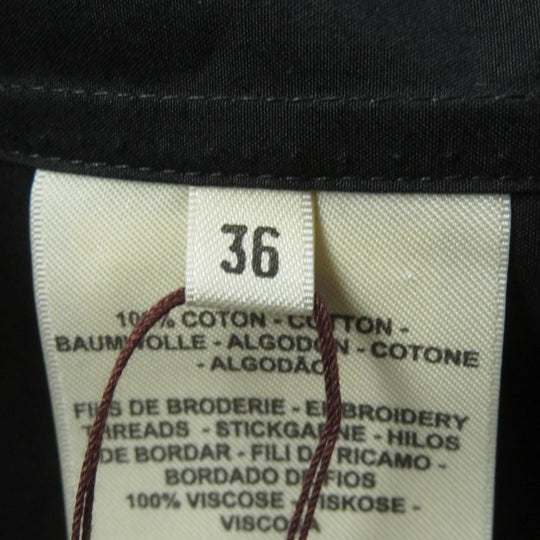 36
100% COTON - COTTON -
BAUMWOLLE - ALGODON - COTONE
- ALGODÃO
FILS DE BRODERIE - EMBROIDERY
THREADS - STICKGARNE - HILOS
DE BORDAR - FILI DA RICAMO -
BORDADO DE FIOS
100% VISCOSE - VISKOSE -
VISCOSA